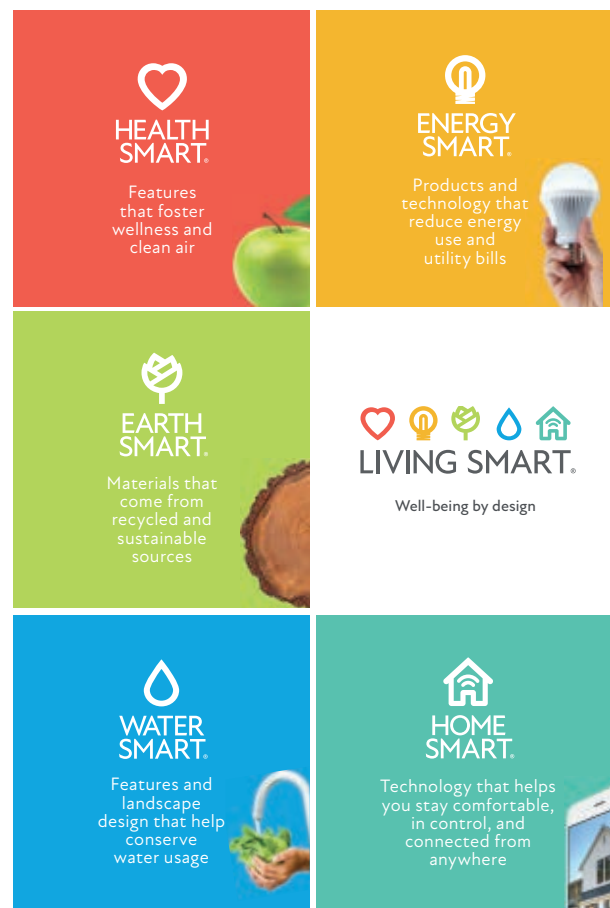 HEALTH
SMART®
Features
that foster
wellness and
clean air
ENERGY
SMART®
Products and
technology that
reduce energy
use and
utility bills
EARTH
SMART®
Materials that
come from
recycled and
sustainable
sources
LIVING SMART®
Well-being by design
WATER
SMART®
Features and
landscape
design that help
conserve
water usage
HOME
SMART®
Technology that helps
you stay comfortable,
in control, and
connected from
anywhere